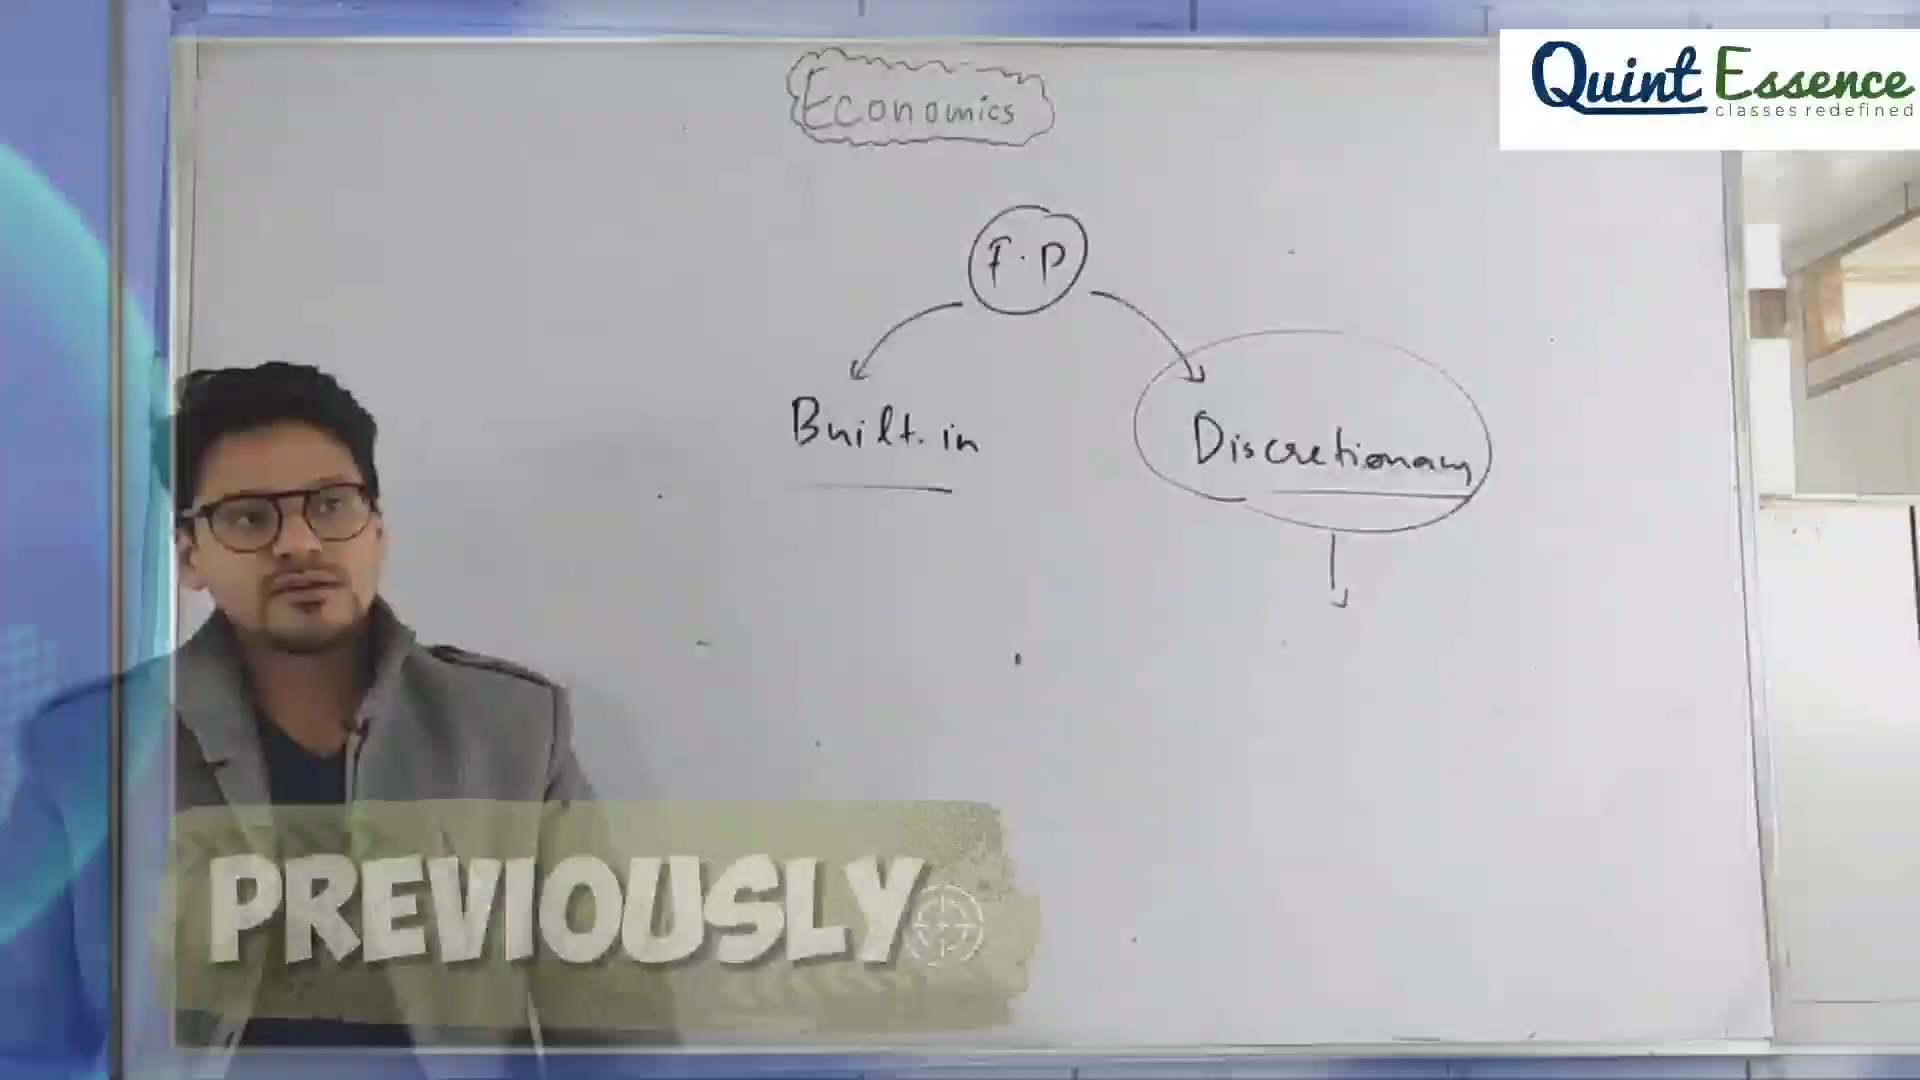 Economics
Quint Essence
classes redefined
F.P
Built.in
Discretionary
PREVIOUSLY